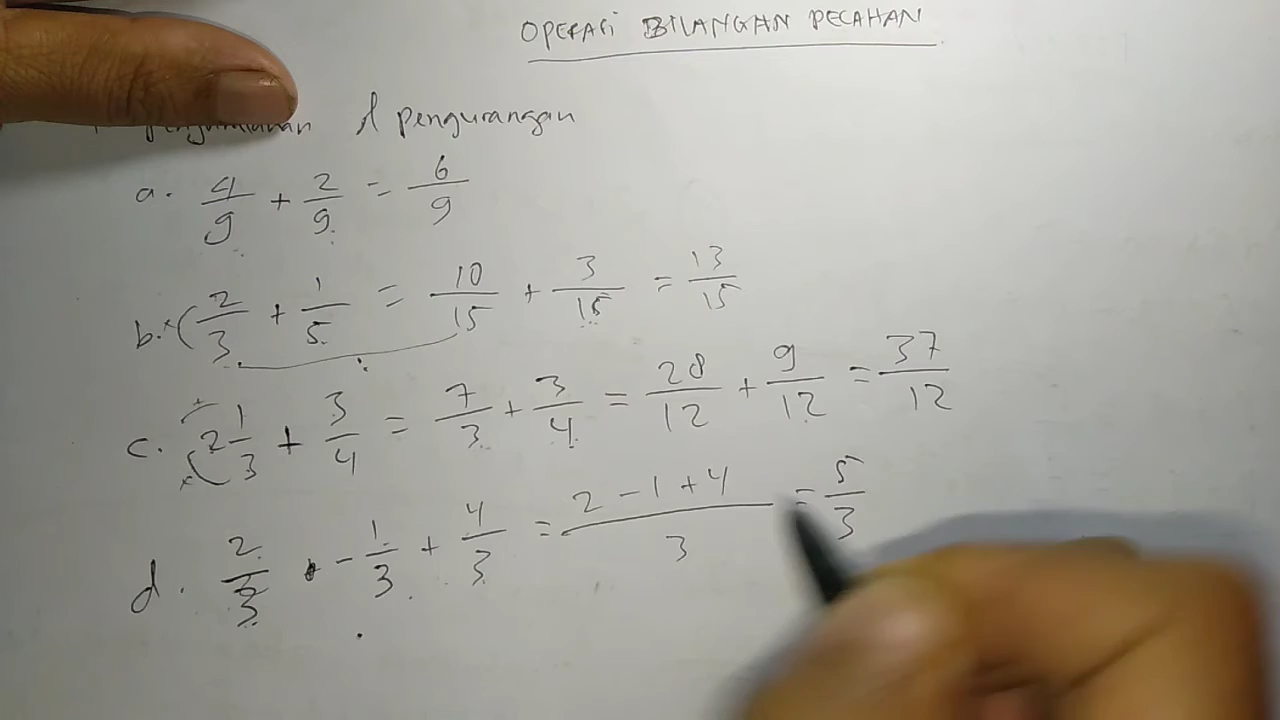 OPERASI BILANGAN PECAHAN
d pengurangan
a. 4/9 + 2/9 = 6/9
b. 2/3 + 1/5 = 10/15 + 3/15 = 13/15
c. 2 1/3 + 3/4 = 7/3 + 3/4 = 28/12 + 9/12 = 37/12
d. 2/3 - 1/3 + 4/3 = 2 - 1 + 4 / 3 = 5/3